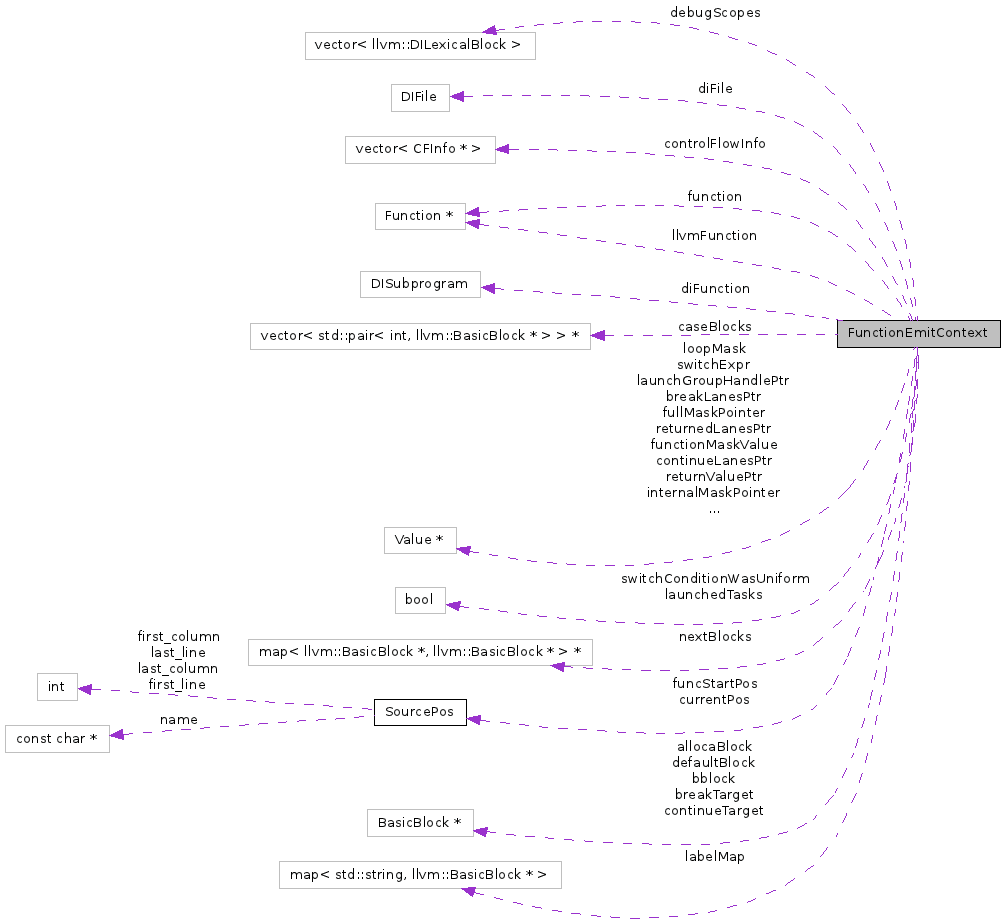 debugScopes
vector< llvm::DILexicalBlock >
diFile
DIFile
controlFlowInfo
vector< CFInfo * >
function
Function *
llvmFunction
diFunction
DISubprogram
caseBlocks
vector< std::pair< int, llvm::BasicBlock * > > *
FunctionEmitContext
loopMask
switchExpr
launchGroupHandlePtr
breakLanesPtr
fullMaskPointer
returnedLanesPtr
functionMaskValue
continueLanesPtr
returnValuePtr
internalMaskPointer
...
Value *
switchConditionWasUniform
launchedTasks
bool
nextBlocks
map< llvm::BasicBlock *, llvm::BasicBlock * > *
first_column
last_line
last_column
first_line
int
funcStartPos
currentPos
SourcePos
name
const char *
allocaBlock
defaultBlock
bblock
breakTarget
continueTarget
BasicBlock *
labelMap
map< std::string, llvm::BasicBlock * >